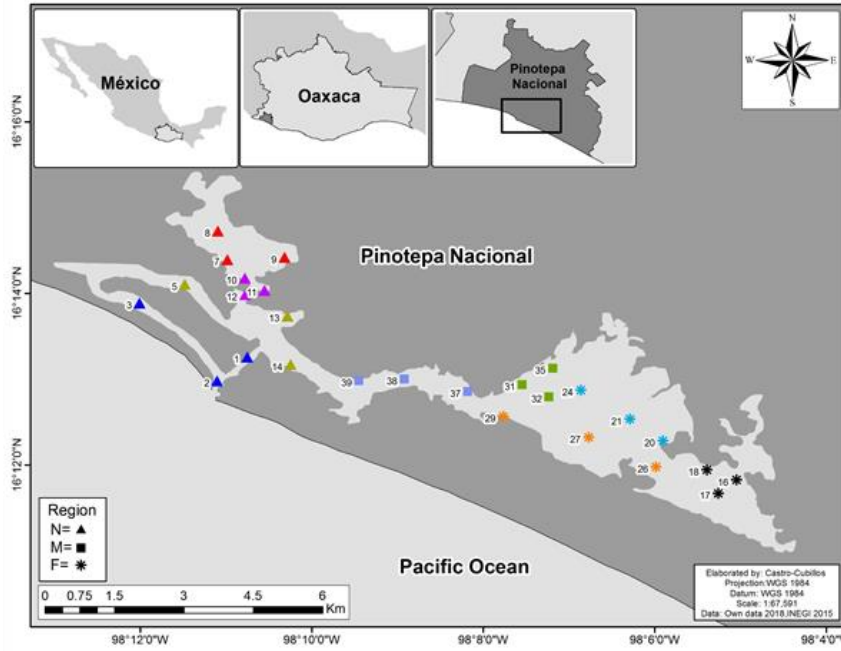 México
Oaxaca
Pinotepa
Nacional
N
W E
S
16°16'0"N
16°14'0"N
16°12'0"N
8
7
9
10
11
12
5
3
13
1
14
2
39
38
37
35
31
32
24
29
21
27
20
26
18
16
17
Pinotepa Nacional
Pacific Ocean
Region
N=
M=
F=
0 0.75 1.5 3 4.5 6
Km
Elaborated by: Castro-Cubillos
Projection:WGS 1984
Datum: WGS 1984
Scale: 1:67,591
Data: Own data 2018,INEGI 2015
98°12'0"W 98°10'0"W 98°8'0"W 98°6'0"W 98°4'0"W